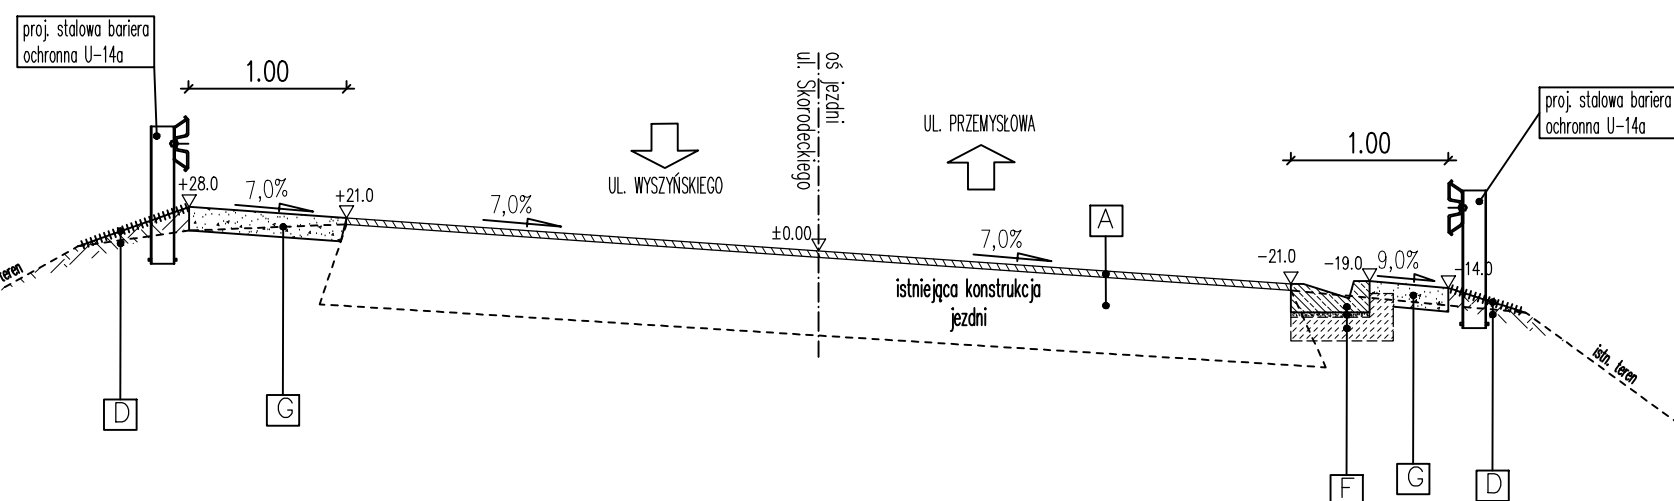 proj. stalowa bariera
ochronna U-14a
1.00
oś jezdni
ul. Skorodeckiego
UL. PRZEMYSŁOWA
UL. WYSZYŃSKIEGO
proj. stalowa bariera
ochronna U-14a
1.00
+28.0
7,0%
+21.0
7,0%
±0.00
7,0%
A
-21.0
-19.0
9,0%
-14.0
istniejąca konstrukcja
jezdni
teren
istn. teren
D
G
F
G
D